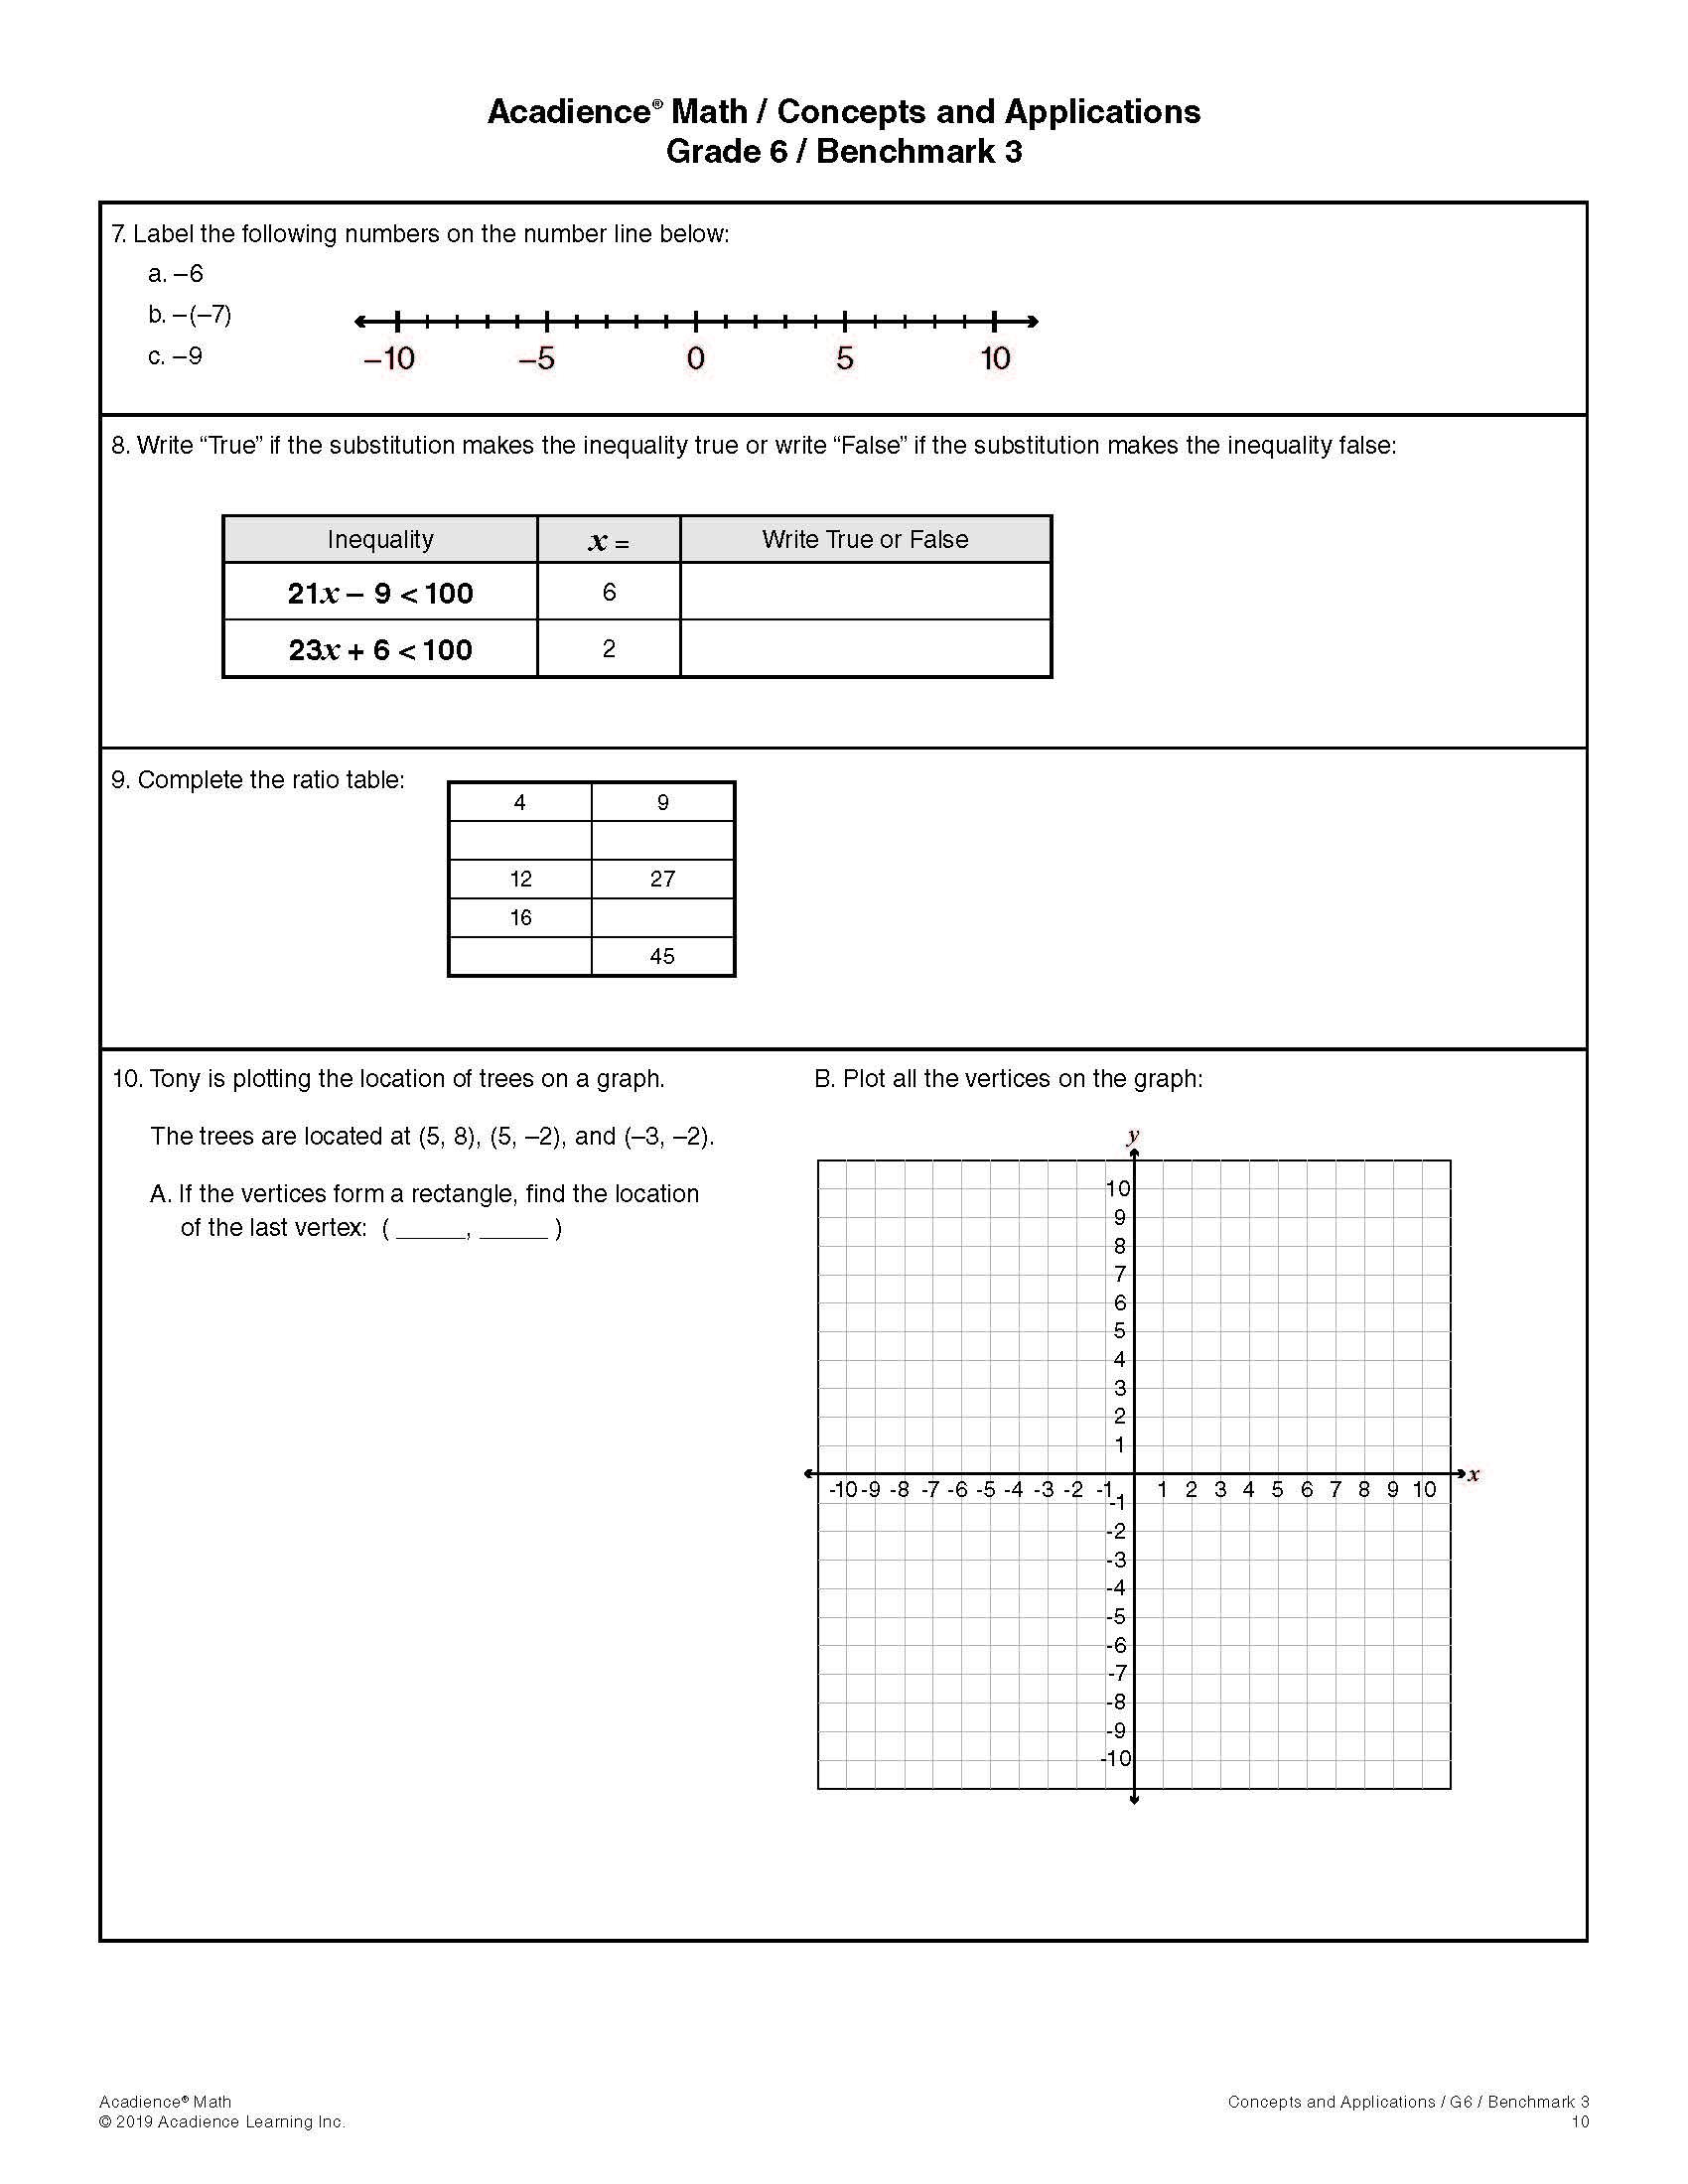 Acadience® Math / Concepts and Applications
Grade 6 / Benchmark 3
7. Label the following numbers on the number line below:
a. –6
b. –(–7)
c. –9
–10 –5 0 5 10
8. Write “True” if the substitution makes the inequality true or write “False” if the substitution makes the inequality false:
Inequality x = Write True or False
21x – 9 < 100 6
23x + 6 < 100 2
9. Complete the ratio table:
4 9
12 27
16
45
10. Tony is plotting the location of trees on a graph.
The trees are located at (5, 8), (5, –2), and (–3, –2).
A. If the vertices form a rectangle, find the location
of the last vertex: ( _____, _____ )
B. Plot all the vertices on the graph:
y
10
9
8
7
6
5
4
3
2
1
x
-10 -9 -8 -7 -6 -5 -4 -3 -2 -1 1 2 3 4 5 6 7 8 9 10
-1
-2
-3
-4
-5
-6
-7
-8
-9
-10
Acadience® Math
© 2019 Acadience Learning Inc.
Concepts and Applications / G6 / Benchmark 3
10